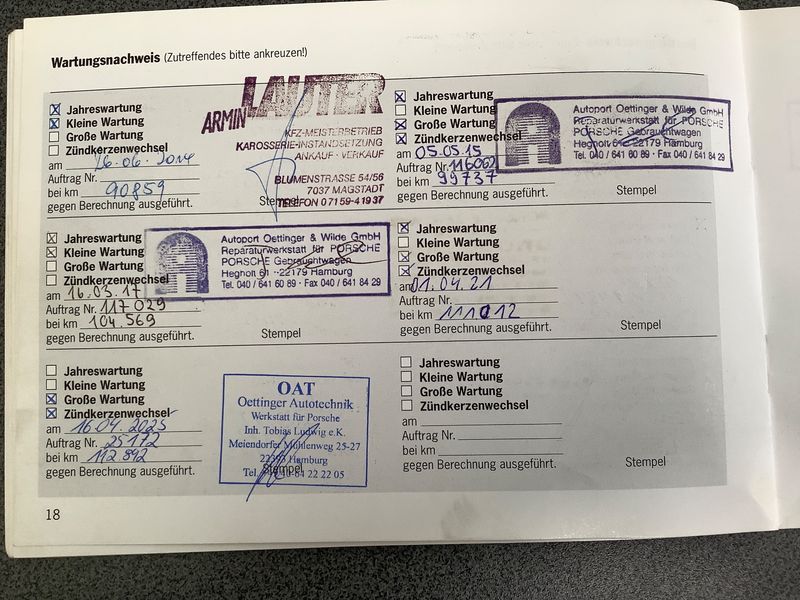 Wartungsnachweis (Zutreffendes bitte ankreuzen!)
Jahreswartung
Kleine Wartung
Große Wartung
Zündkerzenwechsel
am 26.06.2014
Auftrag Nr.
bei km 90859
gegen Berechnung ausgeführt.
Stempel
ARMIN LAUTER
KFZ-MEISTERBETRIEB
KAROSSERIE-INSTANDSETZUNG
ANKAUF · VERKAUF
BLUMENSTRASSE 54/56
7037 MAGSTADT
TELEFON 07159-41937
Jahreswartung
Kleine Wartung
Große Wartung
Zündkerzenwechsel
am 05.05.15
Auftrag Nr. 116062
bei km 99737
gegen Berechnung ausgeführt.
Stempel
Autoport Oettinger & Wilde GmbH
Reparaturwerkstatt für PORSCHE
PORSCHE Gebrauchtwagen
Hegholt 61 · 22179 Hamburg
Tel. 040 / 641 60 89 · Fax 040 / 641 84 29
Jahreswartung
Kleine Wartung
Große Wartung
Zündkerzenwechsel
am 16.03.17
Auftrag Nr. 117029
bei km 104.569
gegen Berechnung ausgeführt.
Stempel
Autoport Oettinger & Wilde GmbH
Reparaturwerkstatt für PORSCHE
PORSCHE Gebrauchtwagen
Hegholt 61 · 22179 Hamburg
Tel. 040 / 641 60 89 · Fax 040 / 641 84 29
Jahreswartung
Kleine Wartung
Große Wartung
Zündkerzenwechsel
am 01.04.21
Auftrag Nr.
bei km 111012
gegen Berechnung ausgeführt.
Stempel
Jahreswartung
Kleine Wartung
Große Wartung
Zündkerzenwechsel
am 16.04.2025
Auftrag Nr. 25172
bei km 112892
gegen Berechnung ausgeführt.
Stempel
OAT
Oettinger Autotechnik
Werkstatt für Porsche
Inh. Tobias Ludwig e.K.
Meiendorfer Mühlenweg 25-27
Hamburg
Tel. 22 22 05
Jahreswartung
Kleine Wartung
Große Wartung
Zündkerzenwechsel
am
Auftrag Nr.
bei km
gegen Berechnung ausgeführt.
Stempel
18